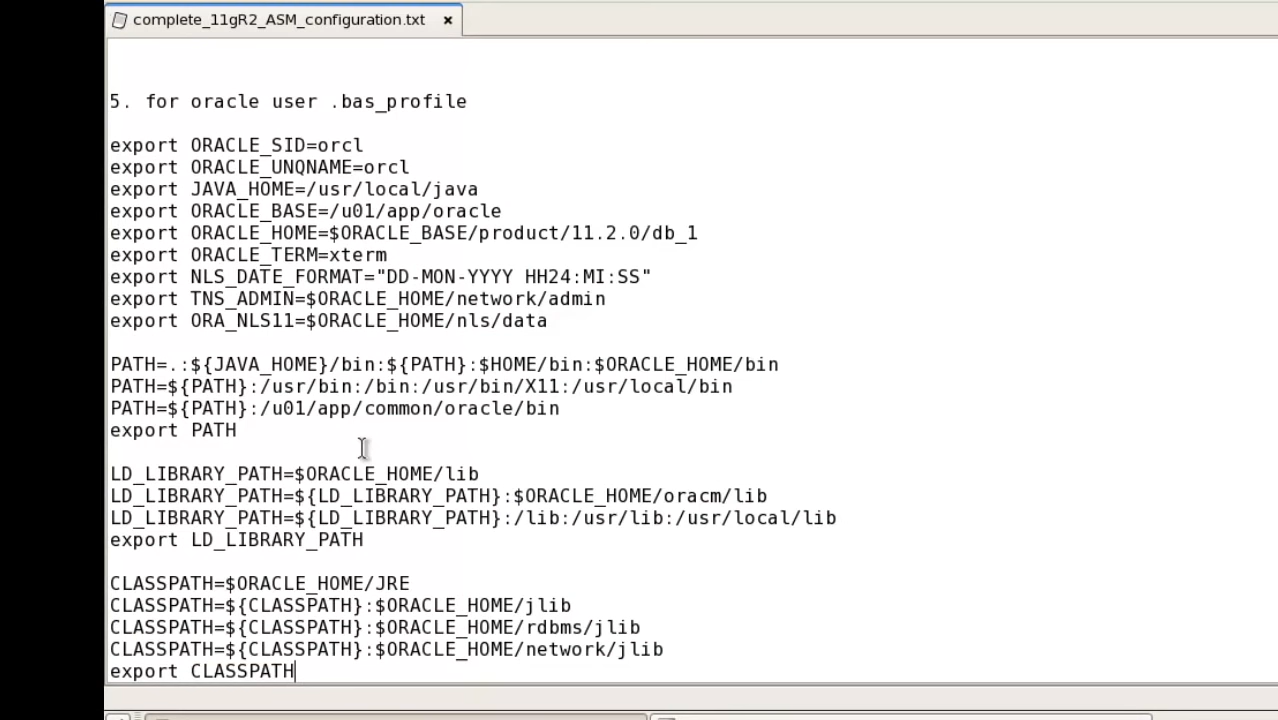 complete_11gR2_ASM_configuration.txt
5. for oracle user .bas_profile
export ORACLE_SID=orcl
export ORACLE_UNQNAME=orcl
export JAVA_HOME=/usr/local/java
export ORACLE_BASE=/u01/app/oracle
export ORACLE_HOME=$ORACLE_BASE/product/11.2.0/db_1
export ORACLE_TERM=xterm
export NLS_DATE_FORMAT="DD-MON-YYYY HH24:MI:SS"
export TNS_ADMIN=$ORACLE_HOME/network/admin
export ORA_NLS11=$ORACLE_HOME/nls/data
PATH=.:${JAVA_HOME}/bin:${PATH}:$HOME/bin:$ORACLE_HOME/bin
PATH=${PATH}:/usr/bin:/bin:/usr/bin/X11:/usr/local/bin
PATH=${PATH}:/u01/app/common/oracle/bin
export PATH
LD_LIBRARY_PATH=$ORACLE_HOME/lib
LD_LIBRARY_PATH=${LD_LIBRARY_PATH}:$ORACLE_HOME/oracm/lib
LD_LIBRARY_PATH=${LD_LIBRARY_PATH}:/lib:/usr/lib:/usr/local/lib
export LD_LIBRARY_PATH
CLASSPATH=$ORACLE_HOME/JRE
CLASSPATH=${CLASSPATH}:$ORACLE_HOME/jlib
CLASSPATH=${CLASSPATH}:$ORACLE_HOME/rdbms/jlib
CLASSPATH=${CLASSPATH}:$ORACLE_HOME/network/jlib
export CLASSPATH